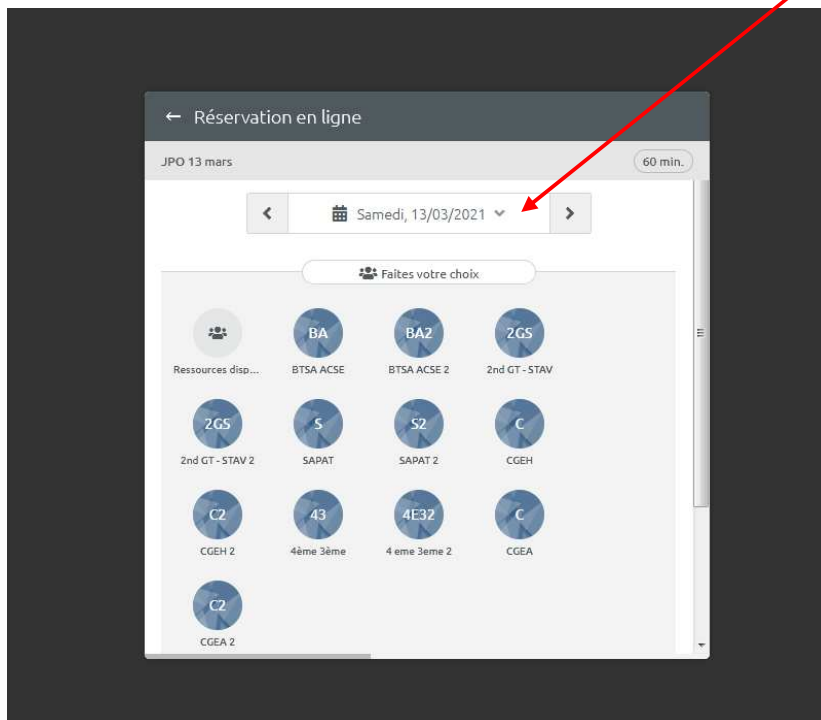 ← Réservation en ligne
JPO 13 mars 60 min.
Samedi, 13/03/2021
Faites votre choix
BA BA2 2GS
Ressources disp... BTSA ACSE BTSA ACSE 2 2nd GT - STAV
2GS S S2 C
2nd GT - STAV 2 SAPAT SAPAT 2 CGEH
C2 43 4E32 C
CGEH 2 4ème 3ème 4 eme 3eme 2 CGEA
C2
CGEA 2